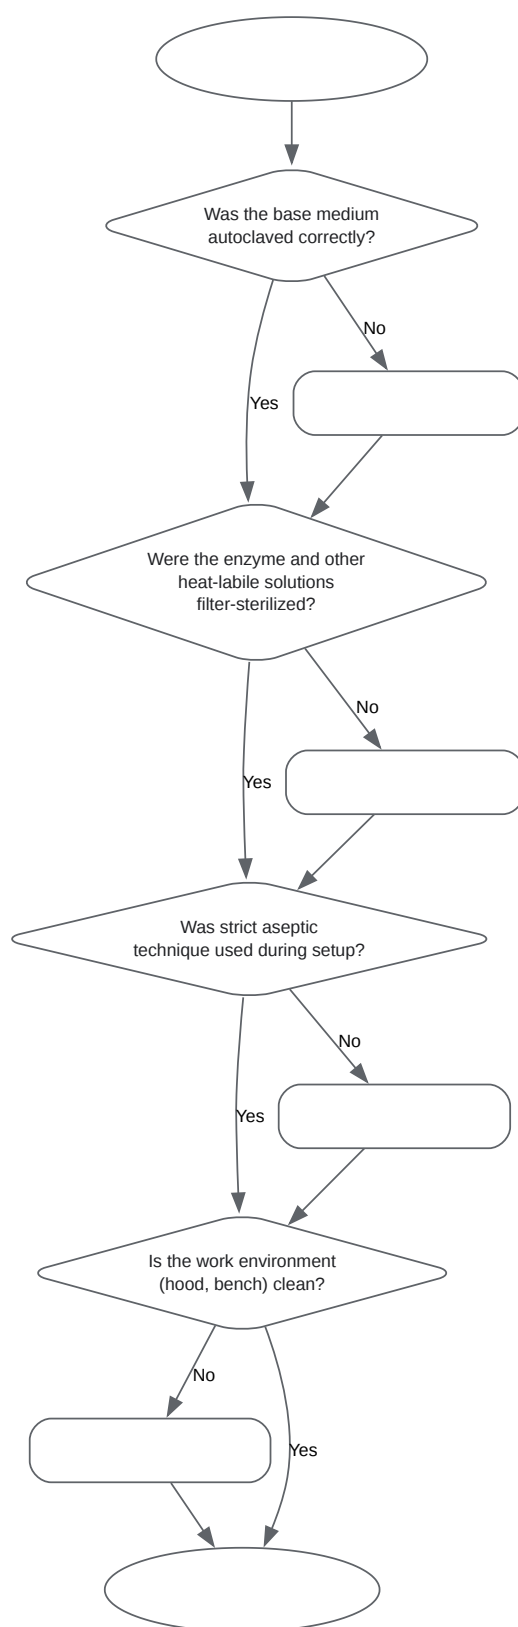 Was the base medium
autoclaved correctly?
No
Yes
Were the enzyme and other
heat-labile solutions
filter-sterilized?
No
Yes
Was strict aseptic
technique used during setup?
No
Yes
Is the work environment
(hood, bench) clean?
No
Yes